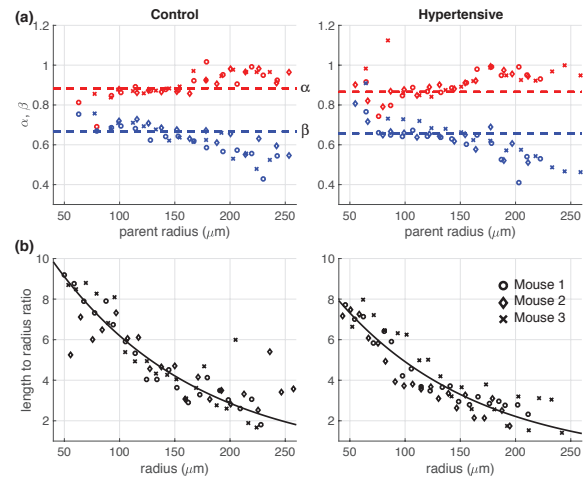 Control
Hypertensive
(a)
1.2
1
0.8
0.6
0.4
α, β
α
β
50 100 150 200 250
parent radius (μm)
1.2
1
0.8
0.6
0.4
50 100 150 200 250
parent radius (μm)
(b)
10
8
6
4
2
length to radius ratio
50 100 150 200 250
radius (μm)
10
8
6
4
2
Mouse 1
Mouse 2
Mouse 3
50 100 150 200 250
radius (μm)